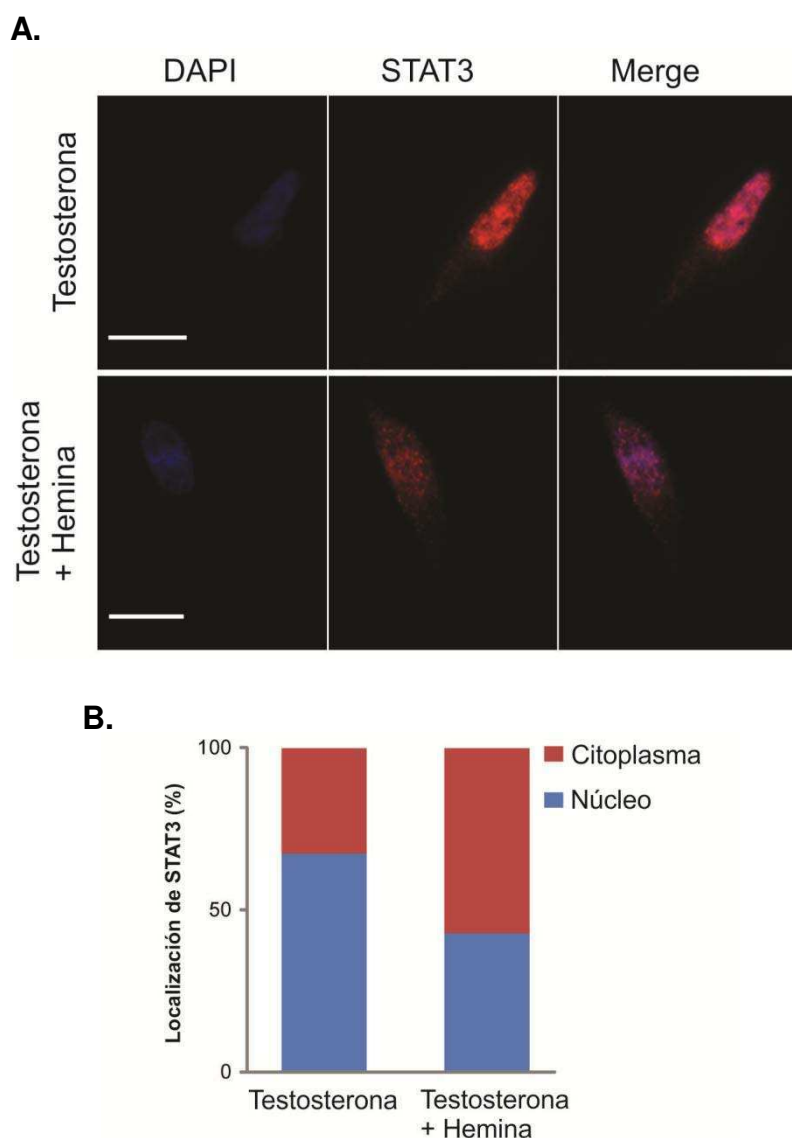 A.
DAPI STAT3 Merge
Testosterona
Testosterona
+ Hemina
B.
100
50
0
Localización de STAT3 (%)
Citoplasma
Núcleo
Testosterona
Testosterona
+ Hemina